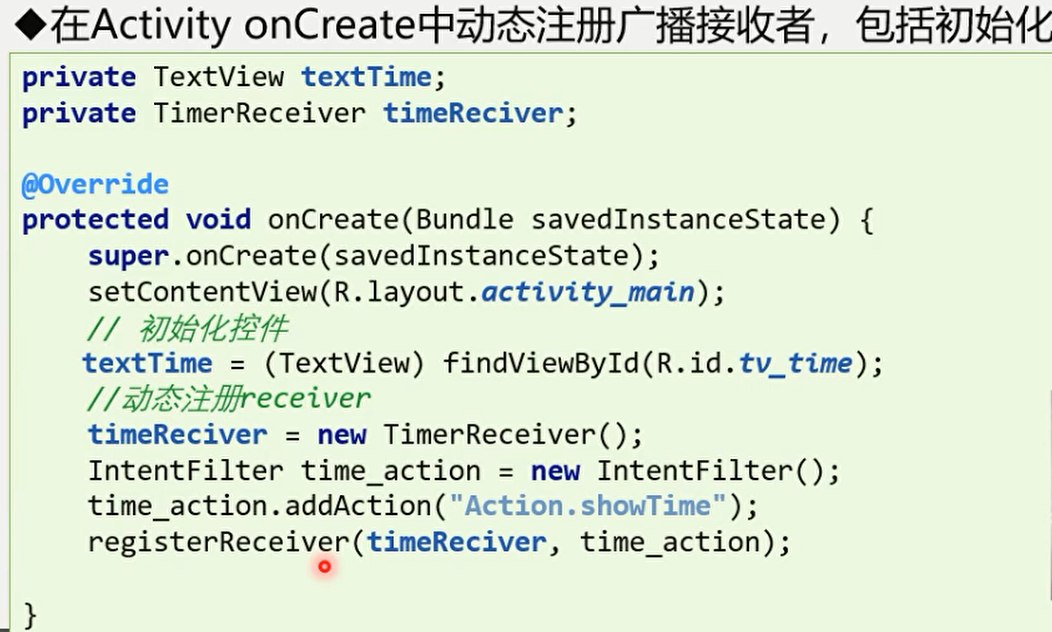 ◆在Activity onCreate中动态注册广播接收者，包括初始化
private TextView textTime;
private TimerReceiver timeReciver;
@Override
protected void onCreate(Bundle savedInstanceState) {
super.onCreate(savedInstanceState);
setContentView(R.layout.activity_main);
// 初始化控件
textTime = (TextView) findViewById(R.id.tv_time);
//动态注册receiver
timeReciver = new TimerReceiver();
IntentFilter time_action = new IntentFilter();
time_action.addAction("Action.showTime");
registerReceiver(timeReciver, time_action);
}